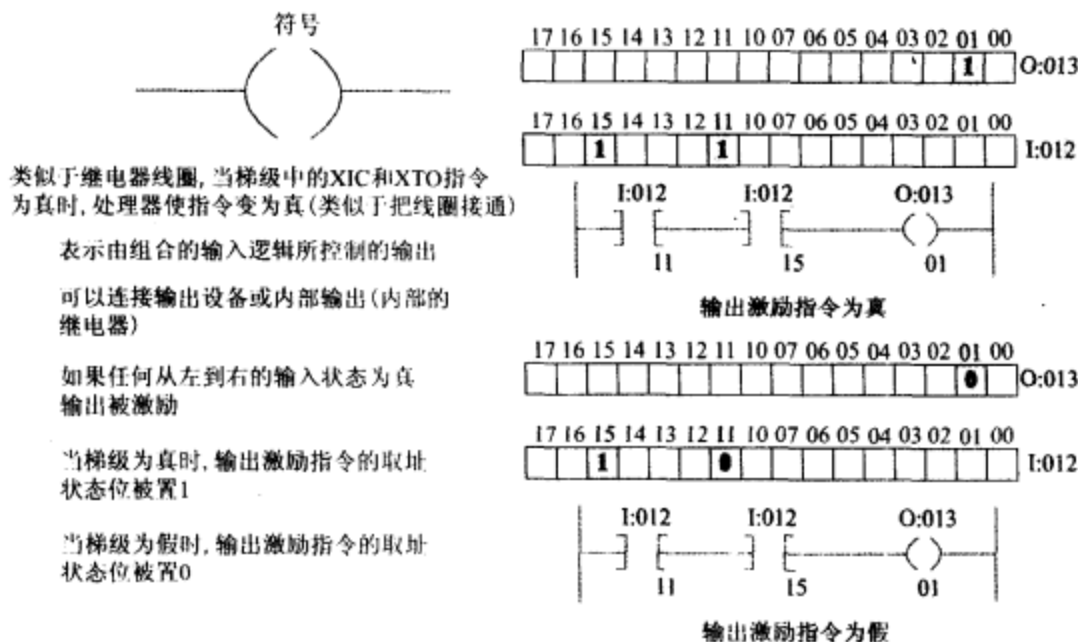 符号
类似于继电器线圈, 当梯级中的XIC和XTO指令
为真时, 处理器使指令变为真(类似于把线圈接通)
表示由组合的输入逻辑所控制的输出
可以连接输出设备或内部输出(内部的
继电器)
如果任何从左到右的输入状态为真
输出被激励
当梯级为真时, 输出激励指令的取址
状态位被置1
当梯级为假时, 输出激励指令的取址
状态位被置0
17 16 15 14 13 12 11 10 07 06 05 04 03 02 01 00
1 O:013
17 16 15 14 13 12 11 10 07 06 05 04 03 02 01 00
1 1 I:012
I:012 I:012 O:013
11 15 01
输出激励指令为真
17 16 15 14 13 12 11 10 07 06 05 04 03 02 01 00
0 O:013
17 16 15 14 13 12 11 10 07 06 05 04 03 02 01 00
1 0 I:012
I:012 I:012 O:013
11 15 01
输出激励指令为假